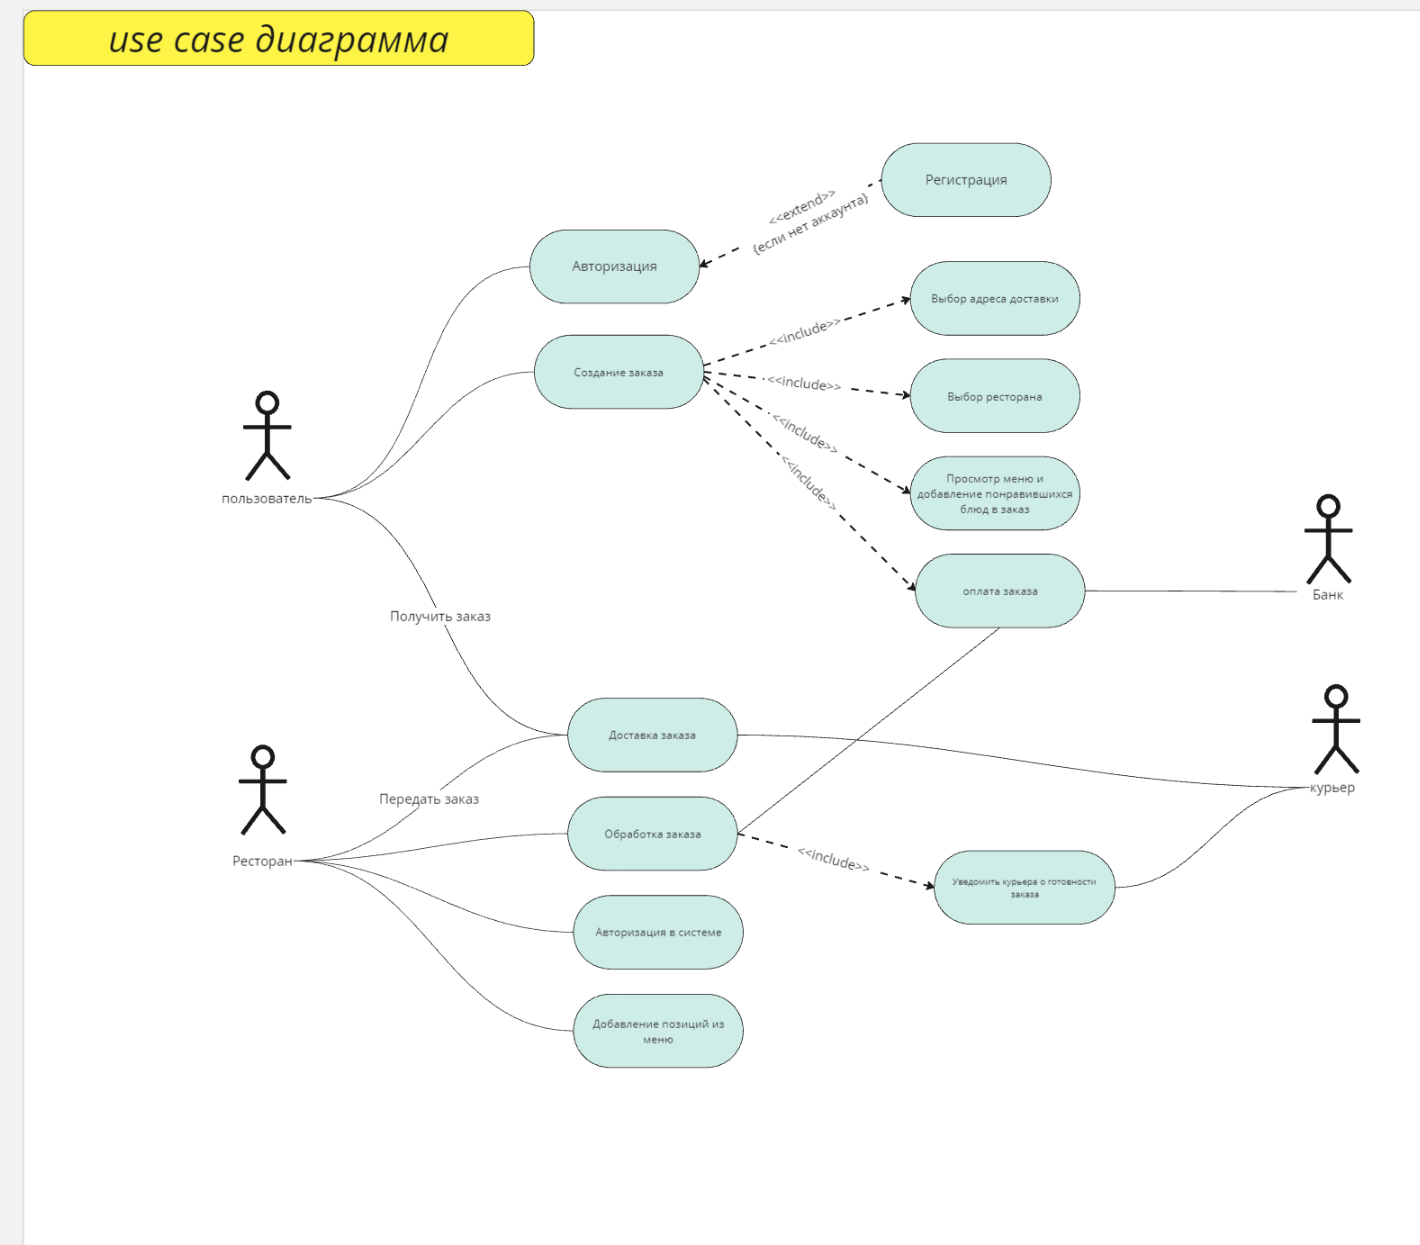 use case диаграмма
Регистрация
<<extend>>
{если нет аккаунта}
Авторизация
Выбор адреса доставки
<<include>>
Создание заказа
<<include>>
Выбор ресторана
<<include>>
Просмотр меню и
добавление понравившихся
блюд в заказ
<<include>>
пользователь
оплата заказа
Банк
Получить заказ
Доставка заказа
курьер
Передать заказ
Обработка заказа
<<include>>
Ресторан
Уведомить курьера о готовности
заказа
Авторизация в системе
Добавление позиций из
меню